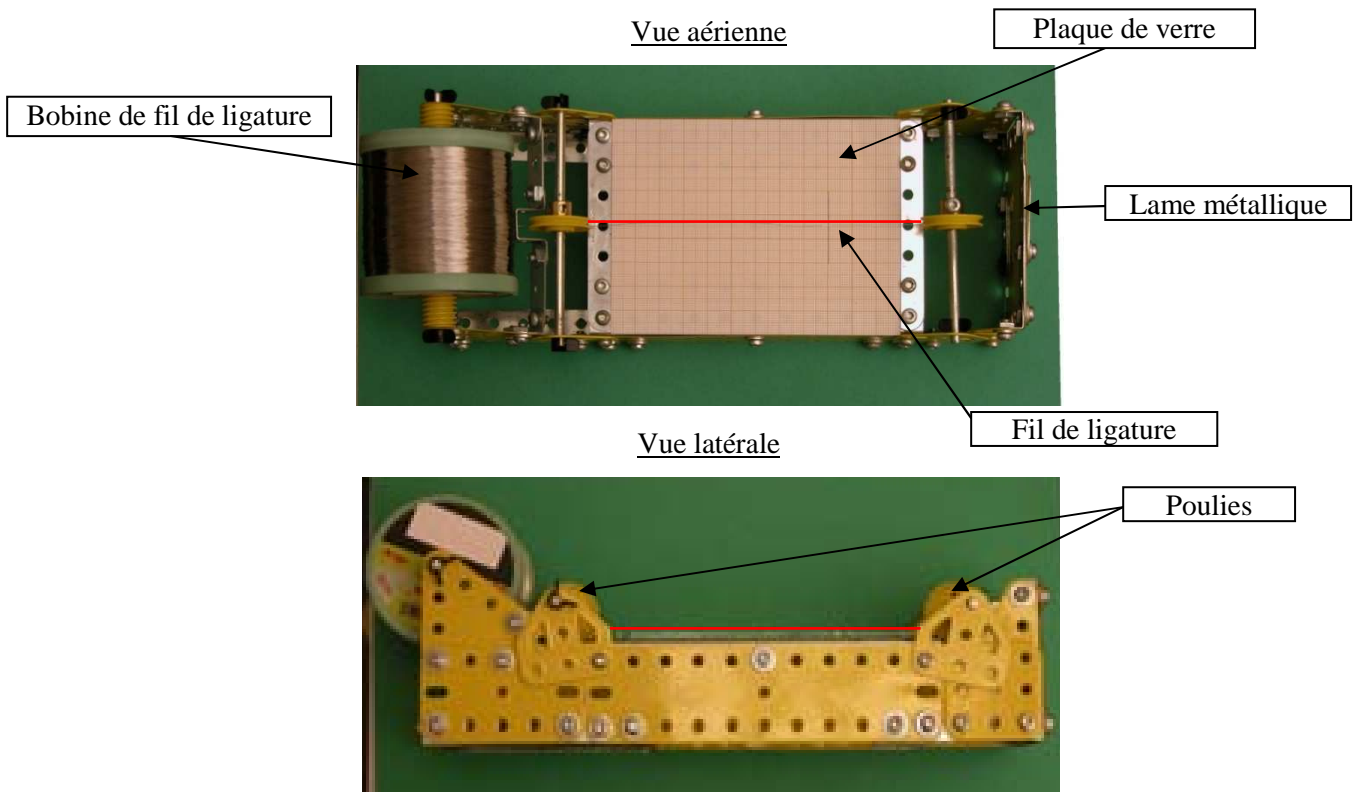 Vue aérienne
Plaque de verre
Bobine de fil de ligature
Lame métallique
Fil de ligature
Vue latérale
Poulies